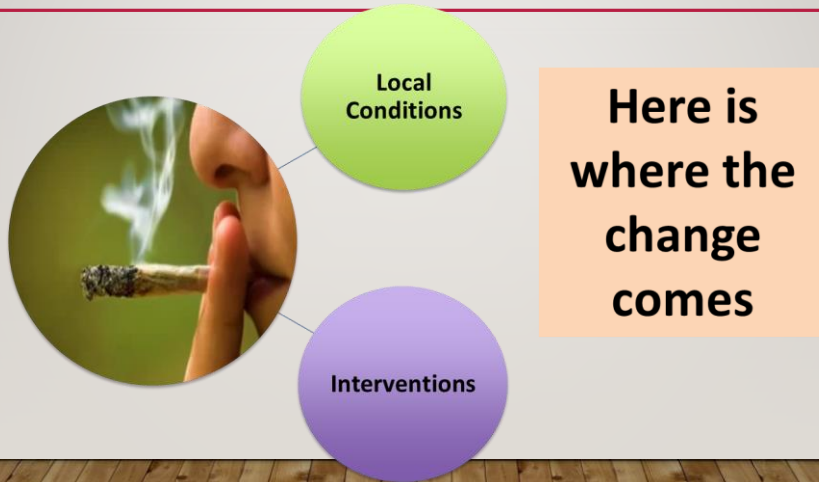 Local
Conditions
Here is
where the
change
comes
Interventions